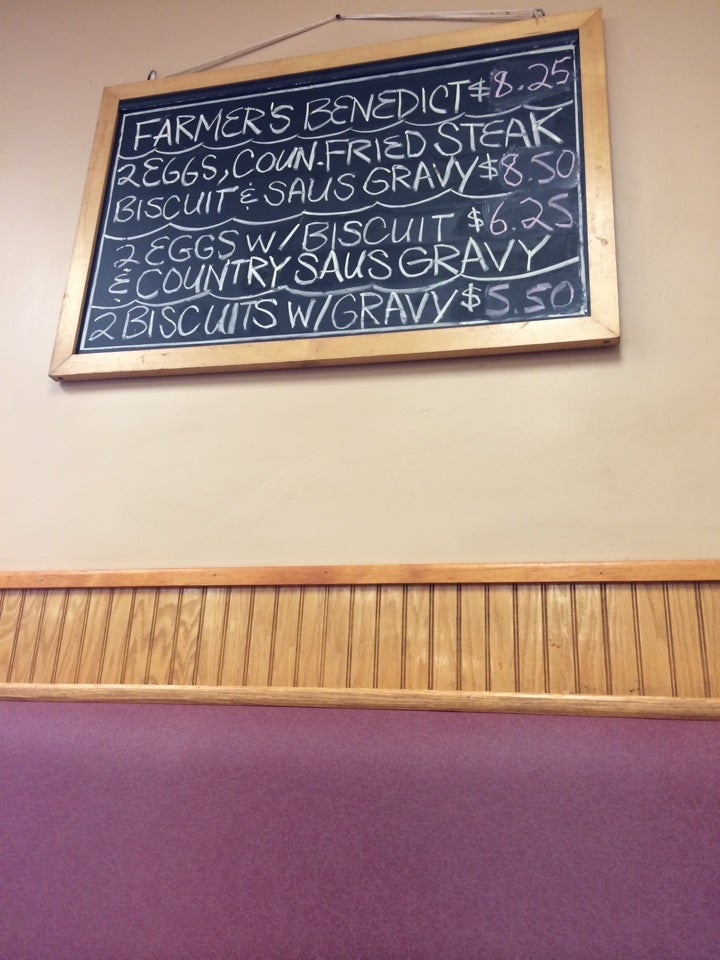 FARMER'S BENEDICT $8.25
2 EGGS, COUN. FRIED STEAK
BISCUIT & SAUS GRAVY $8.50
2 EGGS W/BISCUIT $6.25
& COUNTRY SAUS GRAVY
2 BISCUITS W/GRAVY $5.50